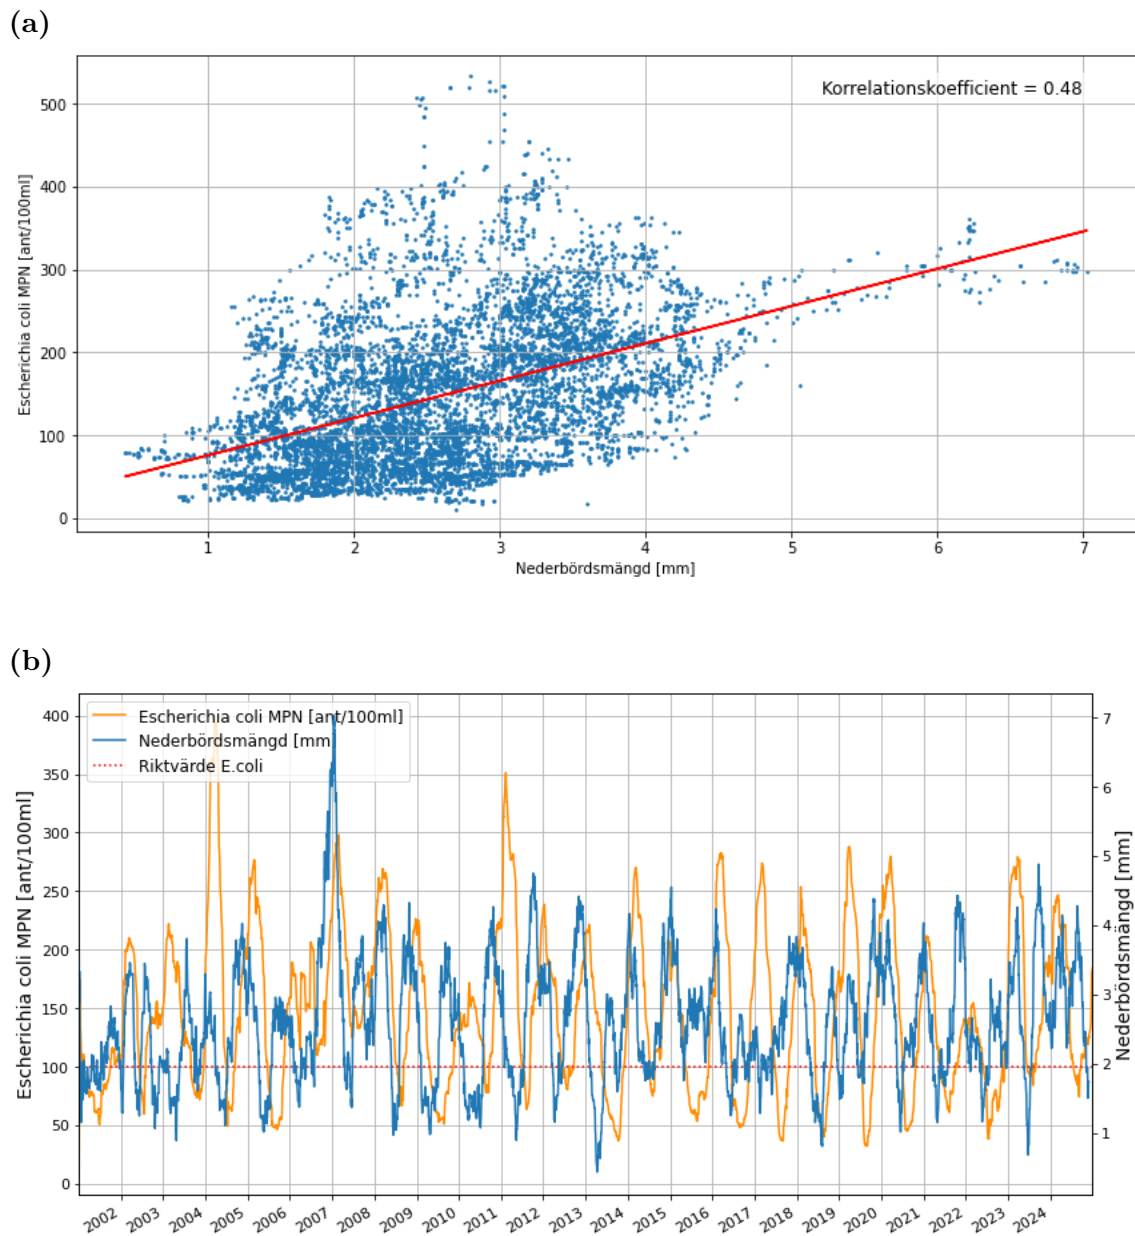 (a)
Korrelationskoefficient = 0.48
Escherichia coli MPN [ant/100ml]
500
400
300
200
100
0
1 2 3 4 5 6 7
Nederbördsmängd [mm]
(b)
Escherichia coli MPN [ant/100ml]
Nederbördsmängd [mm]
Riktvärde E.coli
Escherichia coli MPN [ant/100ml]
400
350
300
250
200
150
100
50
0
7
6
5
4
3
2
1
Nederbördsmängd [mm]
2002 2003 2004 2005 2006 2007 2008 2009 2010 2011 2012 2013 2014 2015 2016 2017 2018 2019 2020 2021 2022 2023 2024